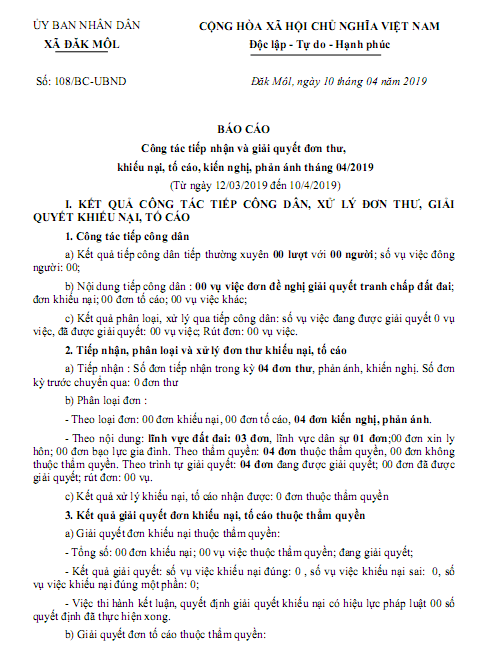 ỦY BAN NHÂN DÂN
XÃ ĐĂK MÔL
CỘNG HÒA XÃ HỘI CHỦ NGHĨA VIỆT NAM
Độc lập - Tự do - Hạnh phúc
Số: 108/BC-UBND
Đăk Môl, ngày 10 tháng 04 năm 2019
BÁO CÁO
Công tác tiếp nhận và giải quyết đơn thư,
khiếu nại, tố cáo, kiến nghị, phản ánh tháng 04/2019
(Từ ngày 12/03/2019 đến 10/4/2019)
I. KẾT QUẢ CÔNG TÁC TIẾP CÔNG DÂN, XỬ LÝ ĐƠN THƯ, GIẢI
QUYẾT KHIẾU NẠI, TỐ CÁO
1. Công tác tiếp công dân
a) Kết quả tiếp công dân tiếp thường xuyên 00 lượt với 00 người; số vụ việc đông
người: 00;
b) Nội dung tiếp công dân : 00 vụ việc đơn đề nghị giải quyết tranh chấp đất đai;
đơn khiếu nại; 00 đơn tố cáo; 00 vụ việc khác;
c) Kết quả phân loại, xử lý qua tiếp công dân: số vụ việc đang được giải quyết 0 vụ
việc, đã được giải quyết: 00 vụ việc; Rút đơn: 00 vụ việc.
2. Tiếp nhận, phân loại và xử lý đơn thư khiếu nại, tố cáo
a) Tiếp nhận : Số đơn tiếp nhận trong kỳ 04 đơn thư, phản ánh, khiến nghị. Số đơn
kỳ trước chuyển qua: 0 đơn thư
b) Phân loại đơn :
- Theo loại đơn: 00 đơn khiếu nại, 00 đơn tố cáo, 04 đơn kiến nghị, phản ánh.
- Theo nội dung: lĩnh vực đất đai: 03 đơn, lĩnh vực dân sự 01 đơn;00 đơn xin ly
hôn; 00 đơn bạo lực gia đình. Theo thẩm quyền: 04 đơn thuộc thẩm quyền, 00 đơn không
thuộc thẩm quyền. Theo trình tự giải quyết: 04 đơn đang được giải quyết; 00 đơn đã được
giải quyết; rút đơn: 00 vụ.
c) Kết quả xử lý khiếu nại, tố cáo nhận được: 0 đơn thuộc thẩm quyền
3. Kết quả giải quyết đơn khiếu nại, tố cáo thuộc thẩm quyền
a) Giải quyết đơn khiếu nại thuộc thẩm quyền:
- Tổng số: 00 đơn khiếu nại; 00 vụ việc thuộc thẩm quyền; đang giải quyết;
- Kết quả giải quyết: số vụ việc khiếu nại đúng: 0 , số vụ việc khiếu nại sai: 0, số
vụ việc khiếu nại đúng một phần: 0;
- Việc thi hành kết luận, quyết định giải quyết khiếu nại có hiệu lực pháp luật 00 số
quyết định đã thực hiện xong.
b) Giải quyết đơn tố cáo thuộc thẩm quyền: